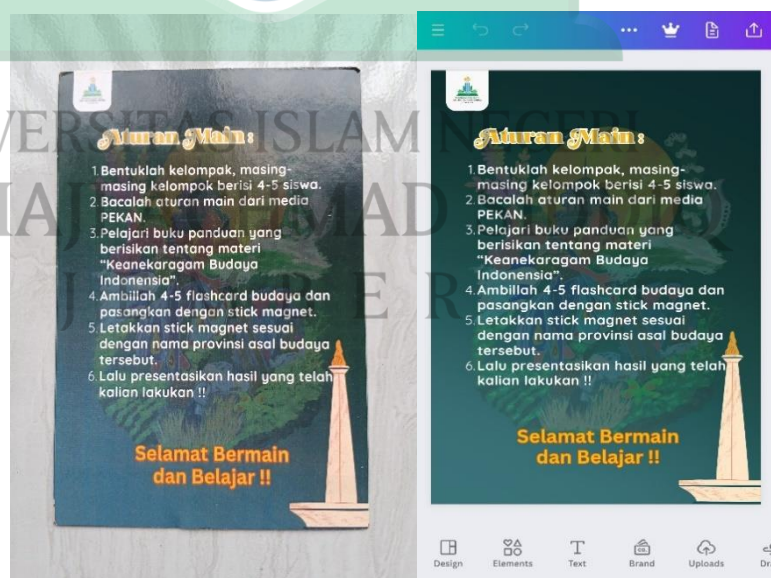 Aturan Main :
1. Bentuklah kelompak, masing-
masing kelompok berisi 4-5 siswa.
2. Bacalah aturan main dari media
PEKAN.
3. Pelajari buku panduan yang
berisikan tentang materi
"Keanekaragam Budaya
Indonensia".
4. Ambillah 4-5 flashcard budaya dan
pasangkan dengan stick magnet.
5. Letakkan stick magnet sesuai
dengan nama provinsi asal budaya
tersebut.
6. Lalu presentasikan hasil yang telah
kalian lakukan !!
Selamat Bermain
dan Belajar !!
Aturan Main :
1. Bentuklah kelompak, masing-
masing kelompok berisi 4-5 siswa.
2. Bacalah aturan main dari media
PEKAN.
3. Pelajari buku panduan yang
berisikan tentang materi
"Keanekaragam Budaya
Indonensia".
4. Ambillah 4-5 flashcard budaya dan
pasangkan dengan stick magnet.
5. Letakkan stick magnet sesuai
dengan nama provinsi asal budaya
tersebut.
6. Lalu presentasikan hasil yang telah
kalian lakukan !!
Selamat Bermain
dan Belajar !!
Design Elements Text Brand Uploads
ISLAM